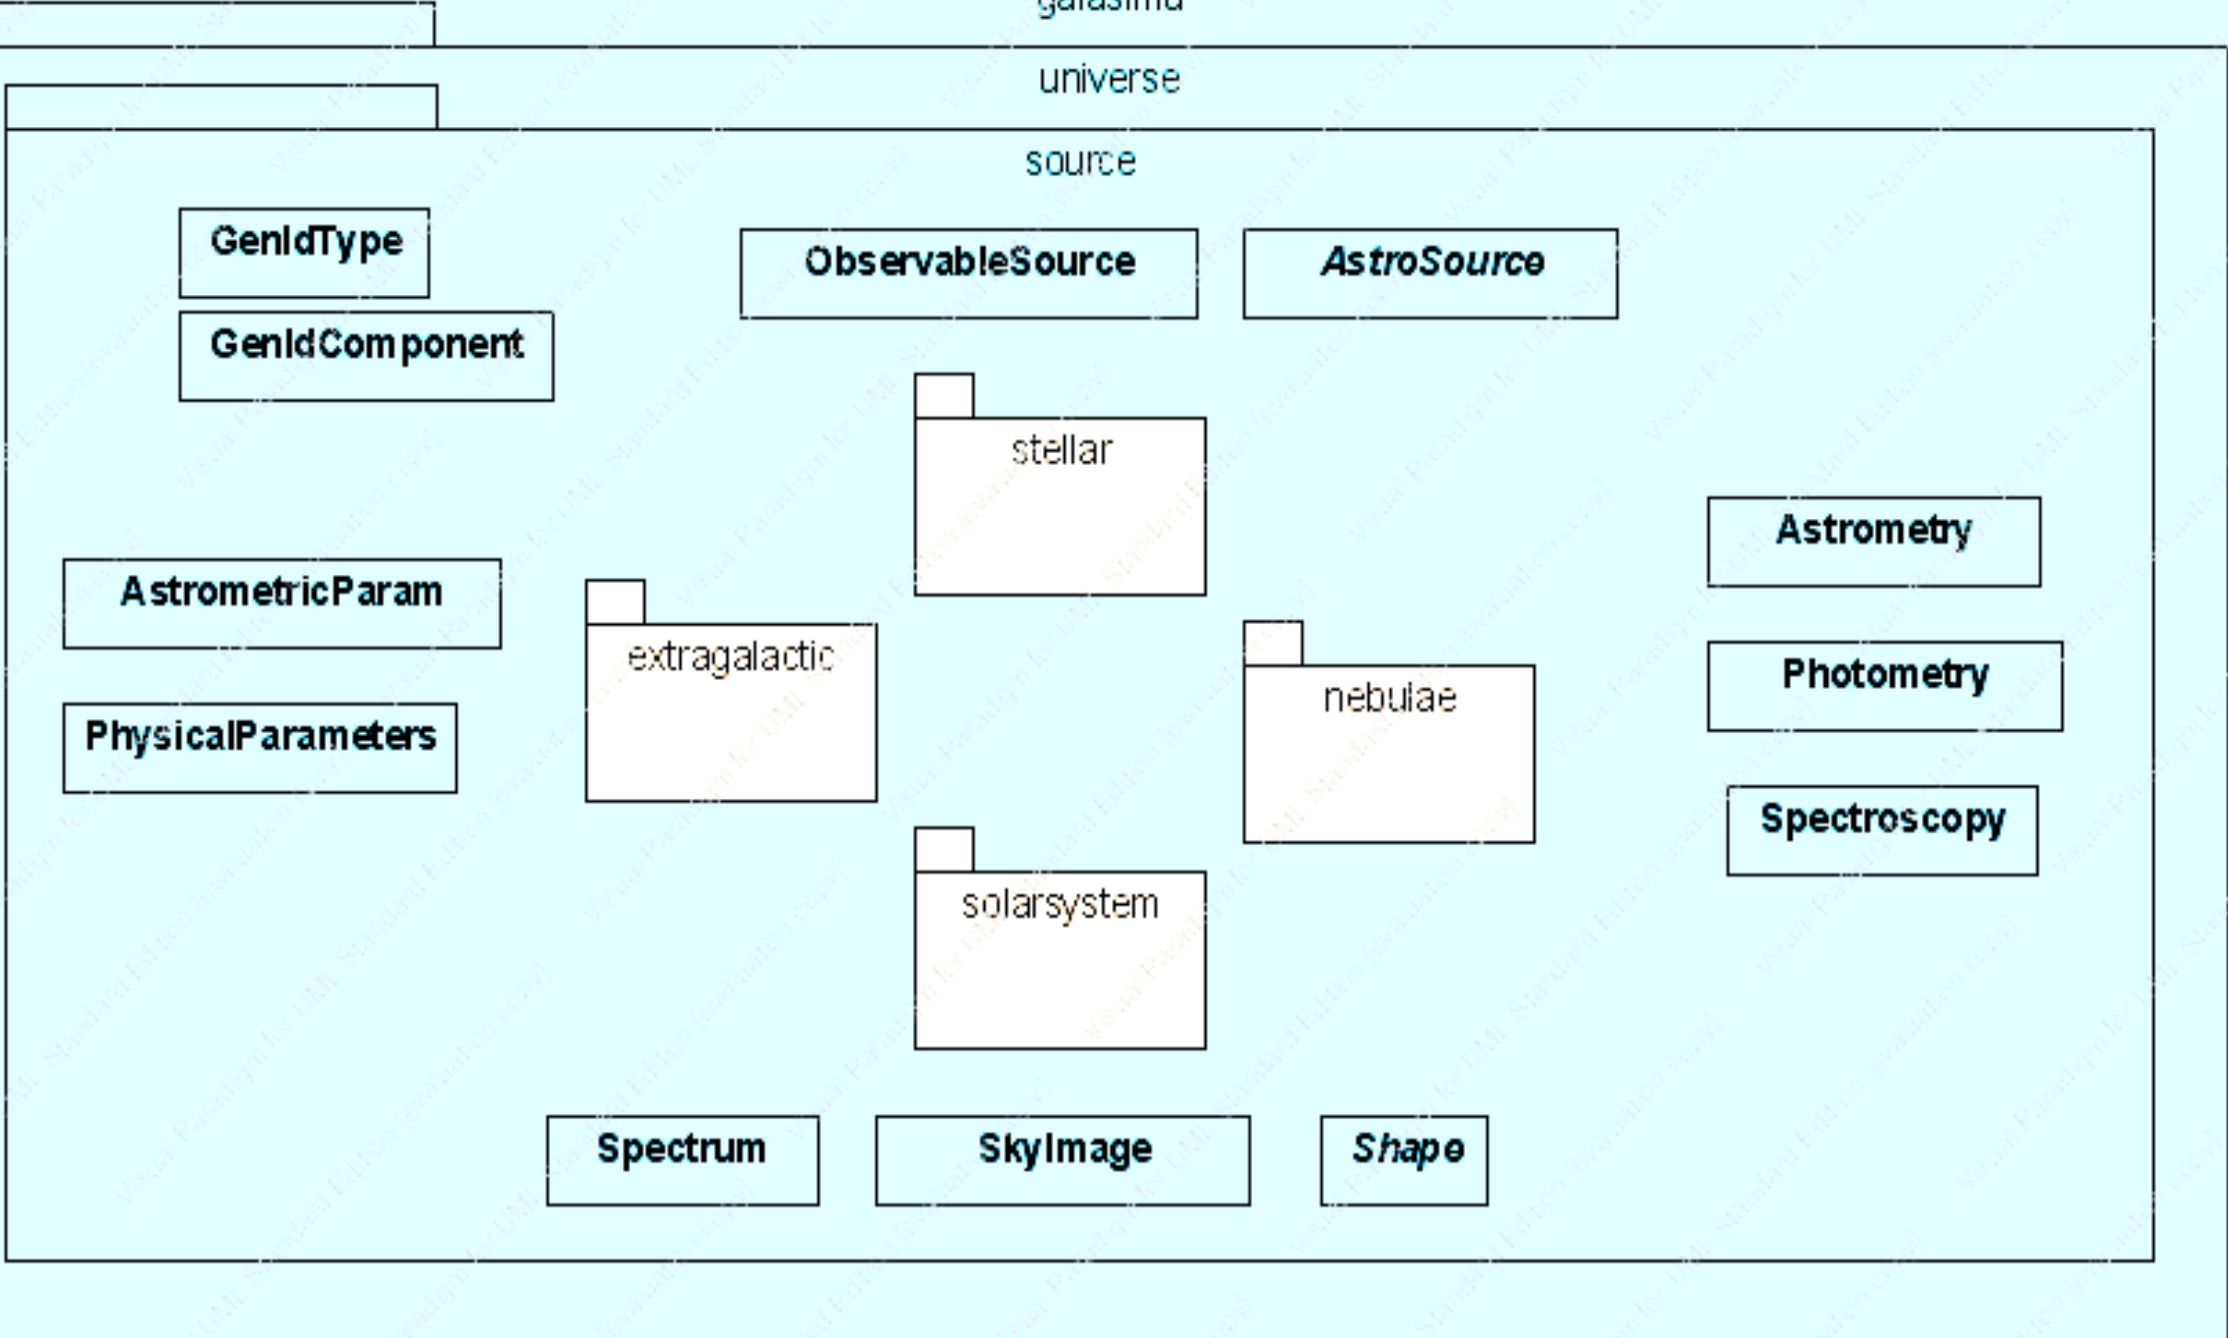 universe
source
GenIdType
ObservableSource
AstroSource
GenIdComponent
stellar
Astrometry
AstrometricParam
extragalactic
Photometry
nebulae
PhysicalParameters
Spectroscopy
solarsystem
Spectrum
SkyImage
Shape